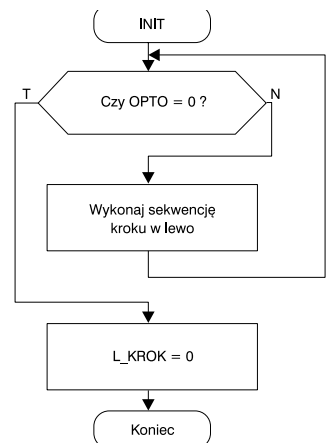 INIT
T
Czy OPTO = 0 ?
N
Wykonaj sekwencję
kroku w lewo
L_KROK = 0
Koniec